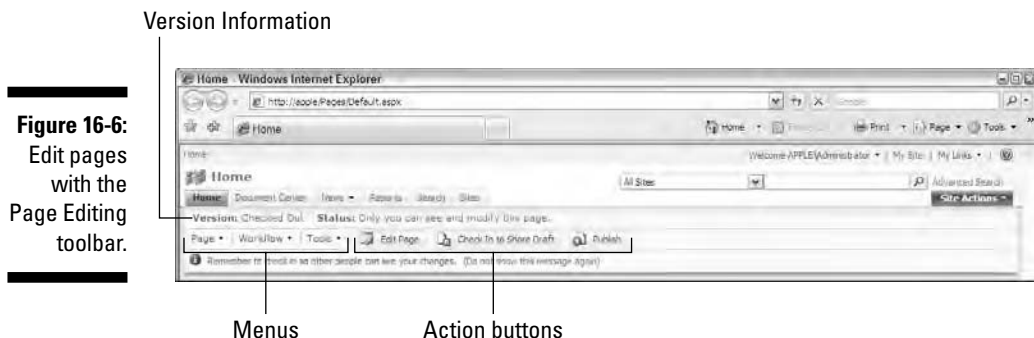 Version Information
Figure 16-6:
Edit pages
with the
Page Editing
toolbar.
Home - Windows Internet Explorer
http://apple/Pages/Default.aspx
Home
Home Print Page Tools
Home
Welcome APPLE\Administrator My Site | My Links
Home
All Sites
Advanced Search
Home Document Center News Reports Search Sites
Site Actions
Version: Checked Out Status: Only you can see and modify this page.
Page Workflow Tools Edit Page Check In to Share Draft Publish
Remember to check in so other people can see your changes. (Do not show this message again)
Menus
Action buttons